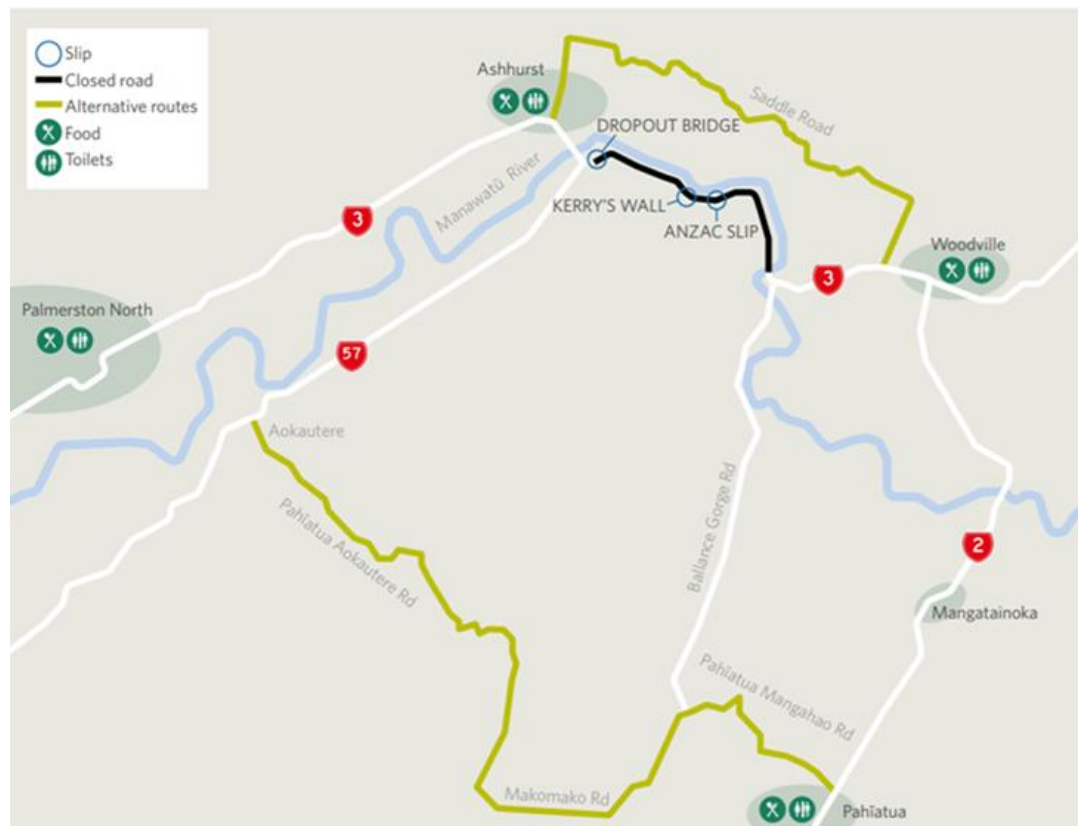 Slip
Closed road
Alternative routes
Food
Toilets
Ashhurst
Saddle Road
DROPOUT BRIDGE
Manawatū River
KERRY'S WALL
ANZAC SLIP
3
Woodville
3
Palmerston North
57
Aokautere
Pahīatua Aokautere Rd
Ballance Gorge Rd
2
Mangatainoka
Pahīatua Mangahao Rd
Makomako Rd
Pahīatua